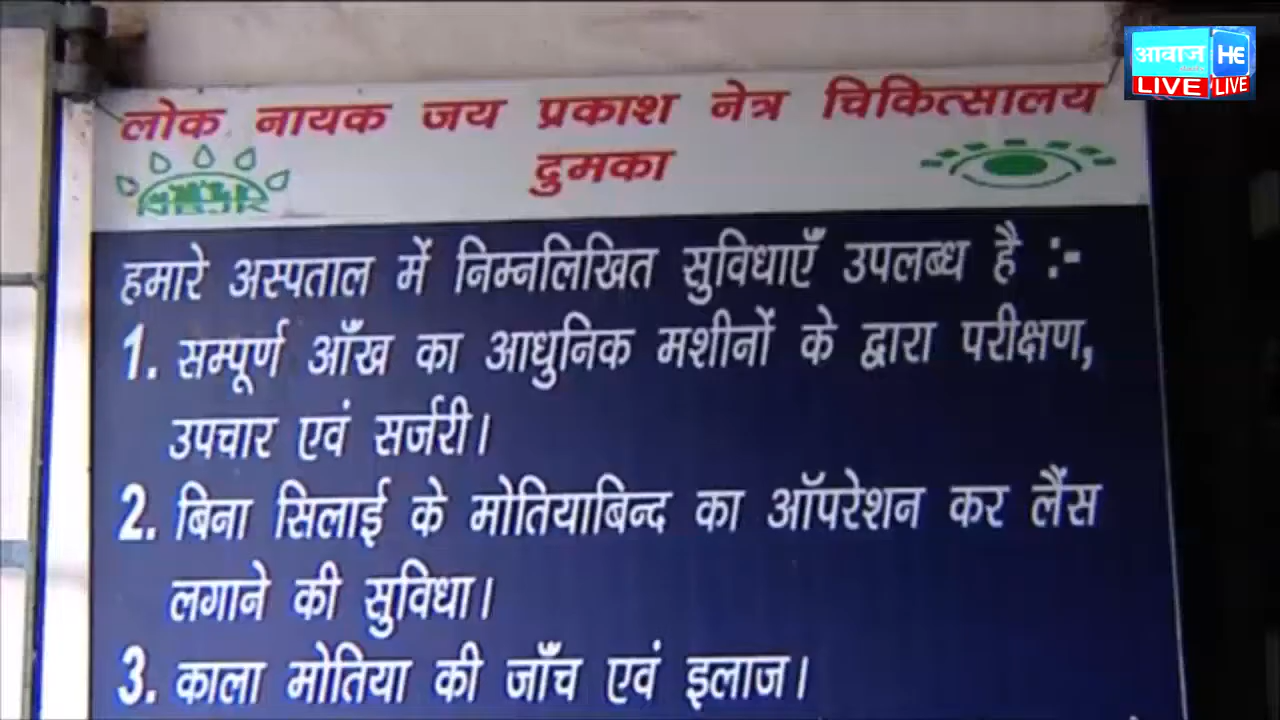 आवाज HE
LIVE LIVE
लोक नायक जय प्रकाश नेत्र चिकित्सालय
दुमका
हमारे अस्पताल में निम्नलिखित सुविधाएँ उपलब्ध है :-
1. सम्पूर्ण आँख का आधुनिक मशीनों के द्वारा परीक्षण,
उपचार एवं सर्जरी।
2. बिना सिलाई के मोतियाबिन्द का ऑपरेशन कर लैंस
लगाने की सुविधा।
3. काला मोतिया की जाँच एवं इलाज।